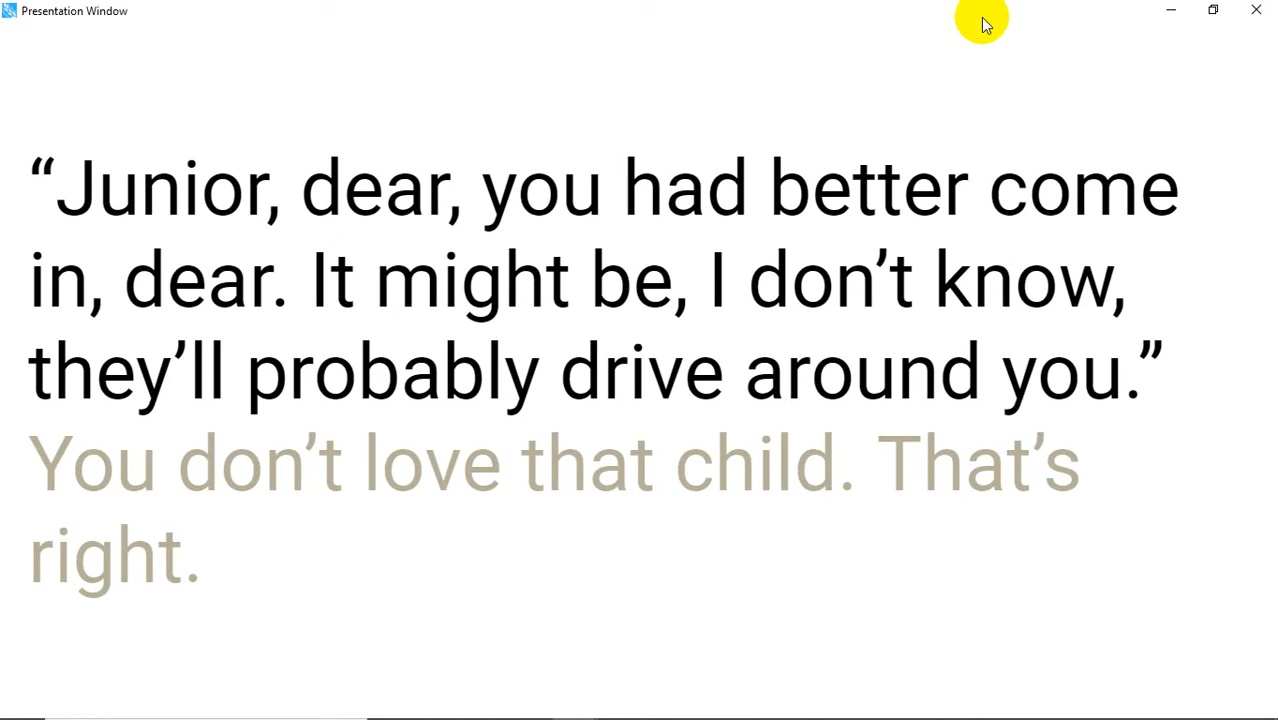 Presentation Window
“Junior, dear, you had better come
in, dear. It might be, I don’t know,
they’ll probably drive around you.”
You don’t love that child. That’s
right.